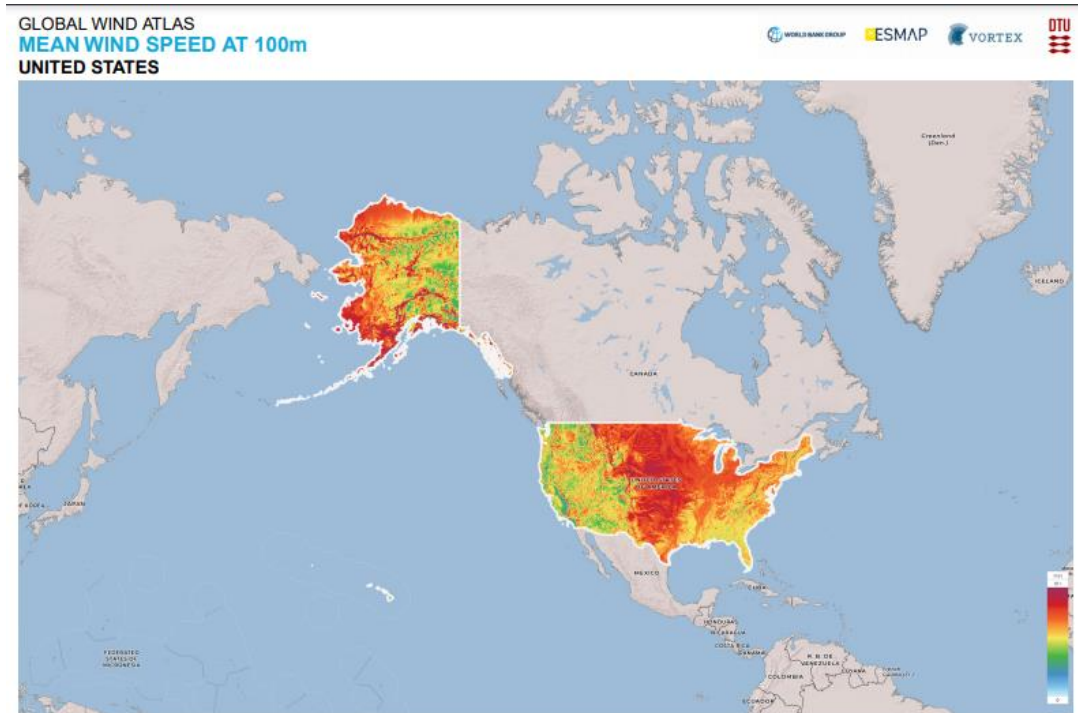 GLOBAL WIND ATLAS
MEAN WIND SPEED AT 100m
UNITED STATES
WORLD BANK GROUP
ESMAP
VORTEX
DTU
Greenland
(Den.)
ICELAND
CANADA
UNITED STATES
OF AMERICA
JAPAN
MEXICO
CUBA
HONDURAS
NICARAGUA
COSTA RICA
PANAMA
FEDERATED
STATES OF
MICRONESIA
R. B. DE
VENEZUELA
GUYANA
COLOMBIA
ECUADOR